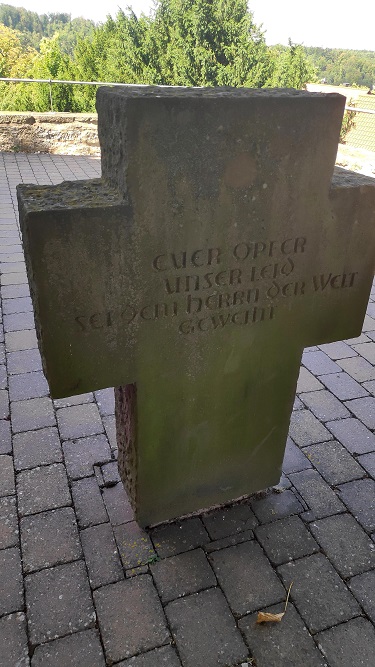 EUER OPFER
UNSER LEID
SEI DEM HERRN DER WELT
GEWEIHT